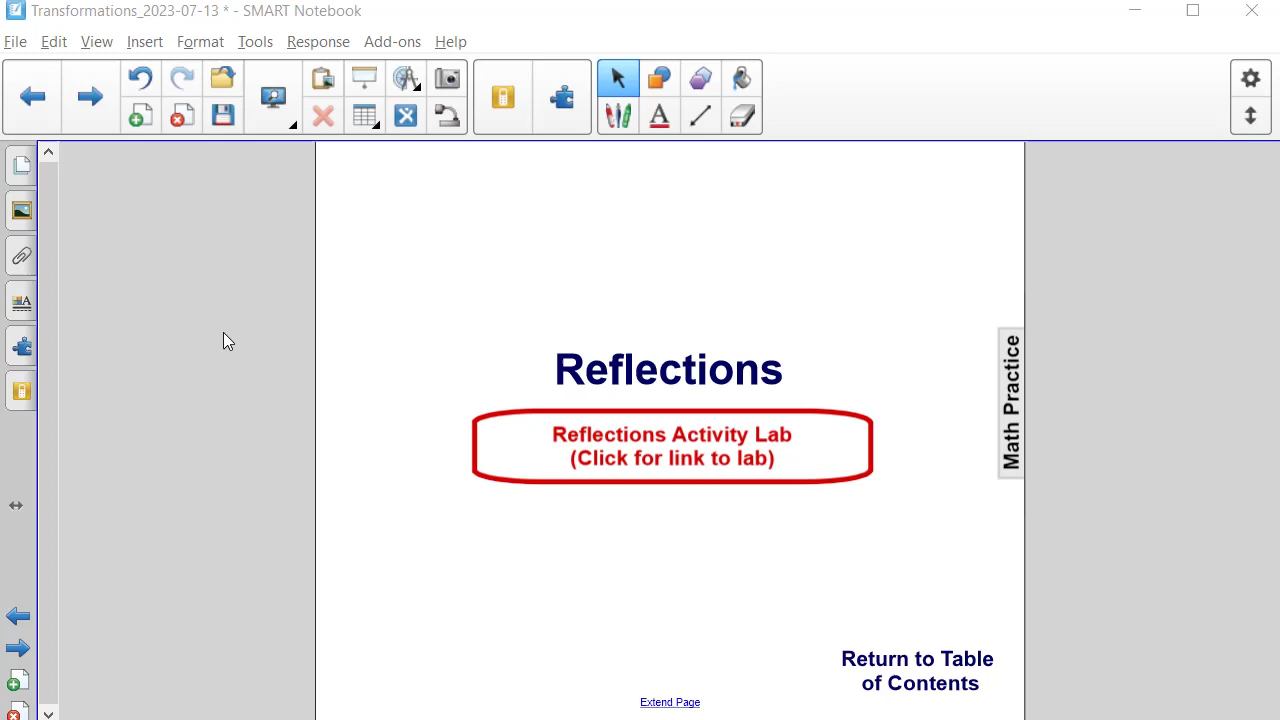 Transformations_2023-07-13 * - SMART Notebook
File Edit View Insert Format Tools Response Add-ons Help
Reflections
Reflections Activity Lab
(Click for link to lab)
Math Practice
Return to Table
of Contents
Extend Page